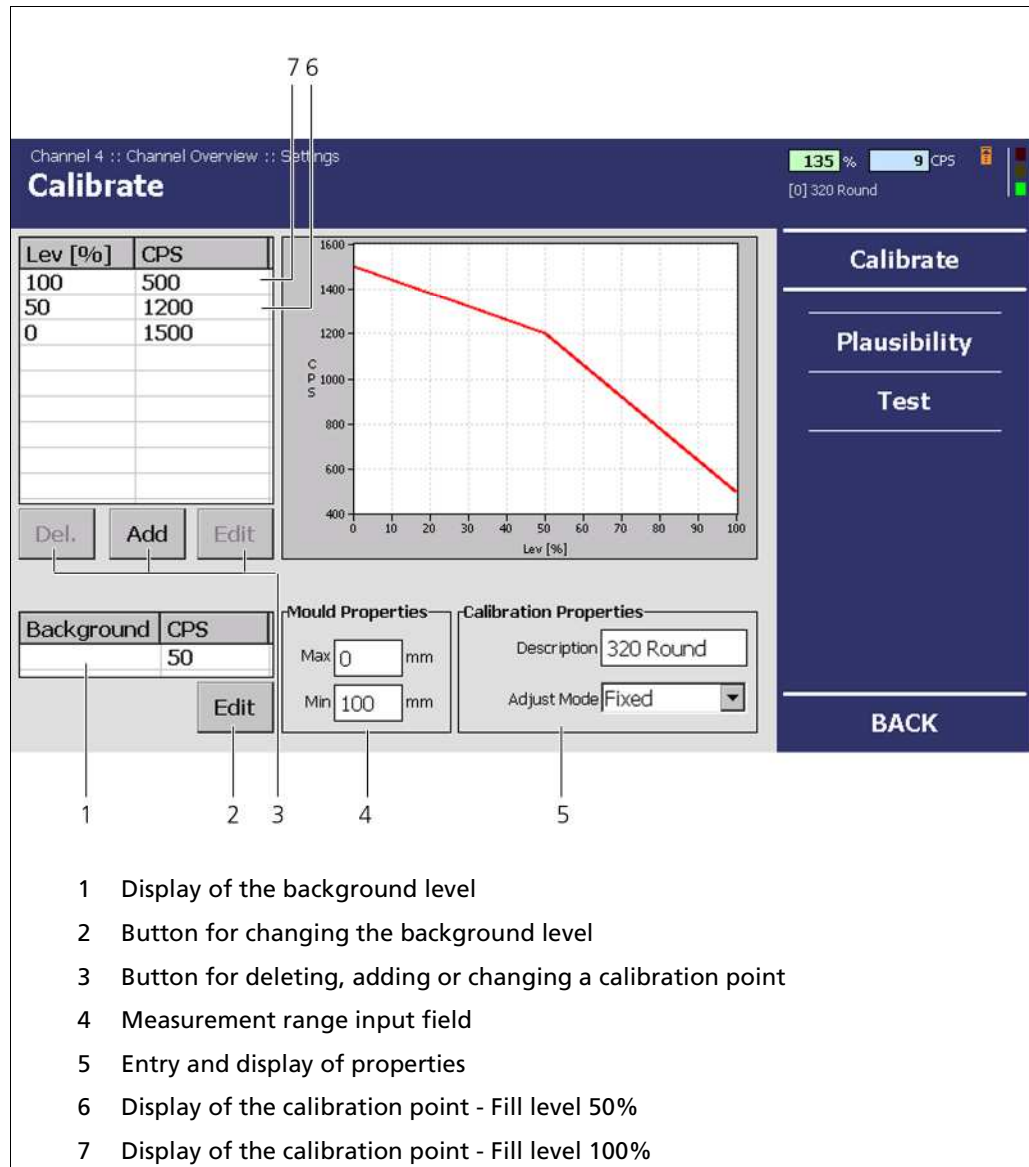 7 6
Channel 4 :: Channel Overview :: Settings
Calibrate
135 % 9 CPS
[0] 320 Round
Lev [%] CPS
100 500
50 1200
0 1500
Del. Add Edit
Background CPS
50
Edit
1600
1400
1200
1000
800
600
400
CPS
0 10 20 30 40 50 60 70 80 90 100
Lev [%]
Mould Properties
Max 0 mm
Min 100 mm
Calibration Properties
Description 320 Round
Adjust Mode Fixed
Calibrate
Plausibility
Test
BACK
1 2 3 4 5
1 Display of the background level
2 Button for changing the background level
3 Button for deleting, adding or changing a calibration point
4 Measurement range input field
5 Entry and display of properties
6 Display of the calibration point - Fill level 50%
7 Display of the calibration point - Fill level 100%